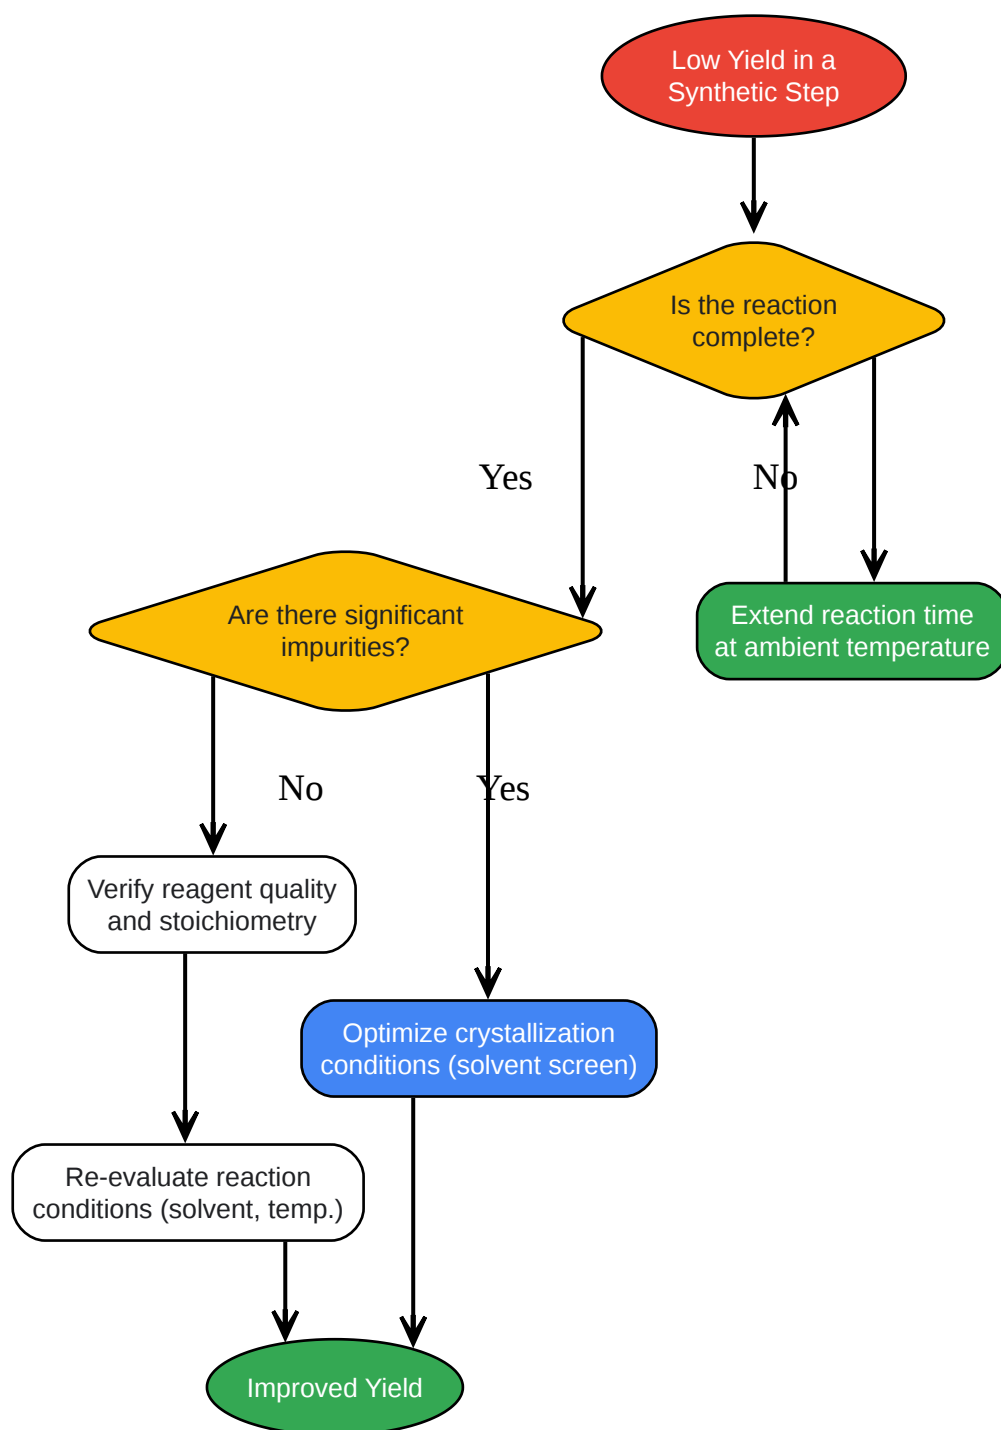 Low Yield in a
Synthetic Step
Is the reaction
complete?
Yes
No
Are there significant
impurities?
Extend reaction time
at ambient temperature
No
Yes
Verify reagent quality
and stoichiometry
Optimize crystallization
conditions (solvent screen)
Re-evaluate reaction
conditions (solvent, temp.)
Improved Yield